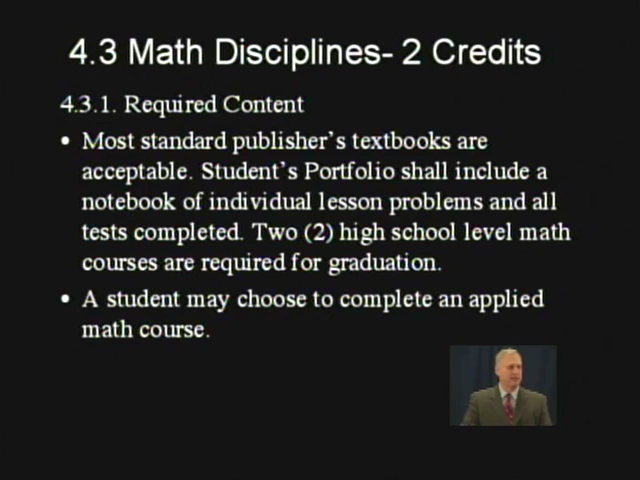 4.3 Math Disciplines- 2 Credits
4.3.1. Required Content
• Most standard publisher's textbooks are
acceptable. Student's Portfolio shall include a
notebook of individual lesson problems and all
tests completed. Two (2) high school level math
courses are required for graduation.
• A student may choose to complete an applied
math course.